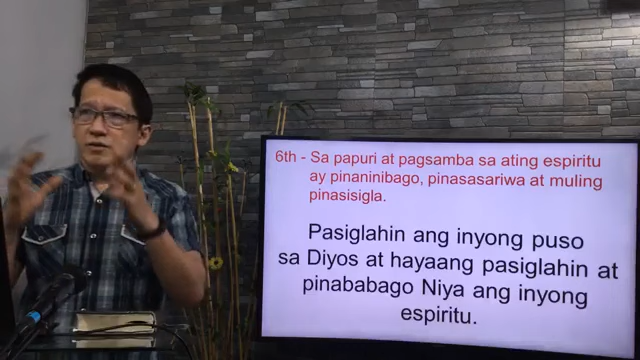 6th - Sa papuri at pagsamba sa ating espiritu
ay pinaninibago, pinasasariwa at muling
pinasisigla.
Pasiglahin ang inyong puso
sa Diyos at hayaang pasiglahin at
pinababago Niya ang inyong
espiritu.